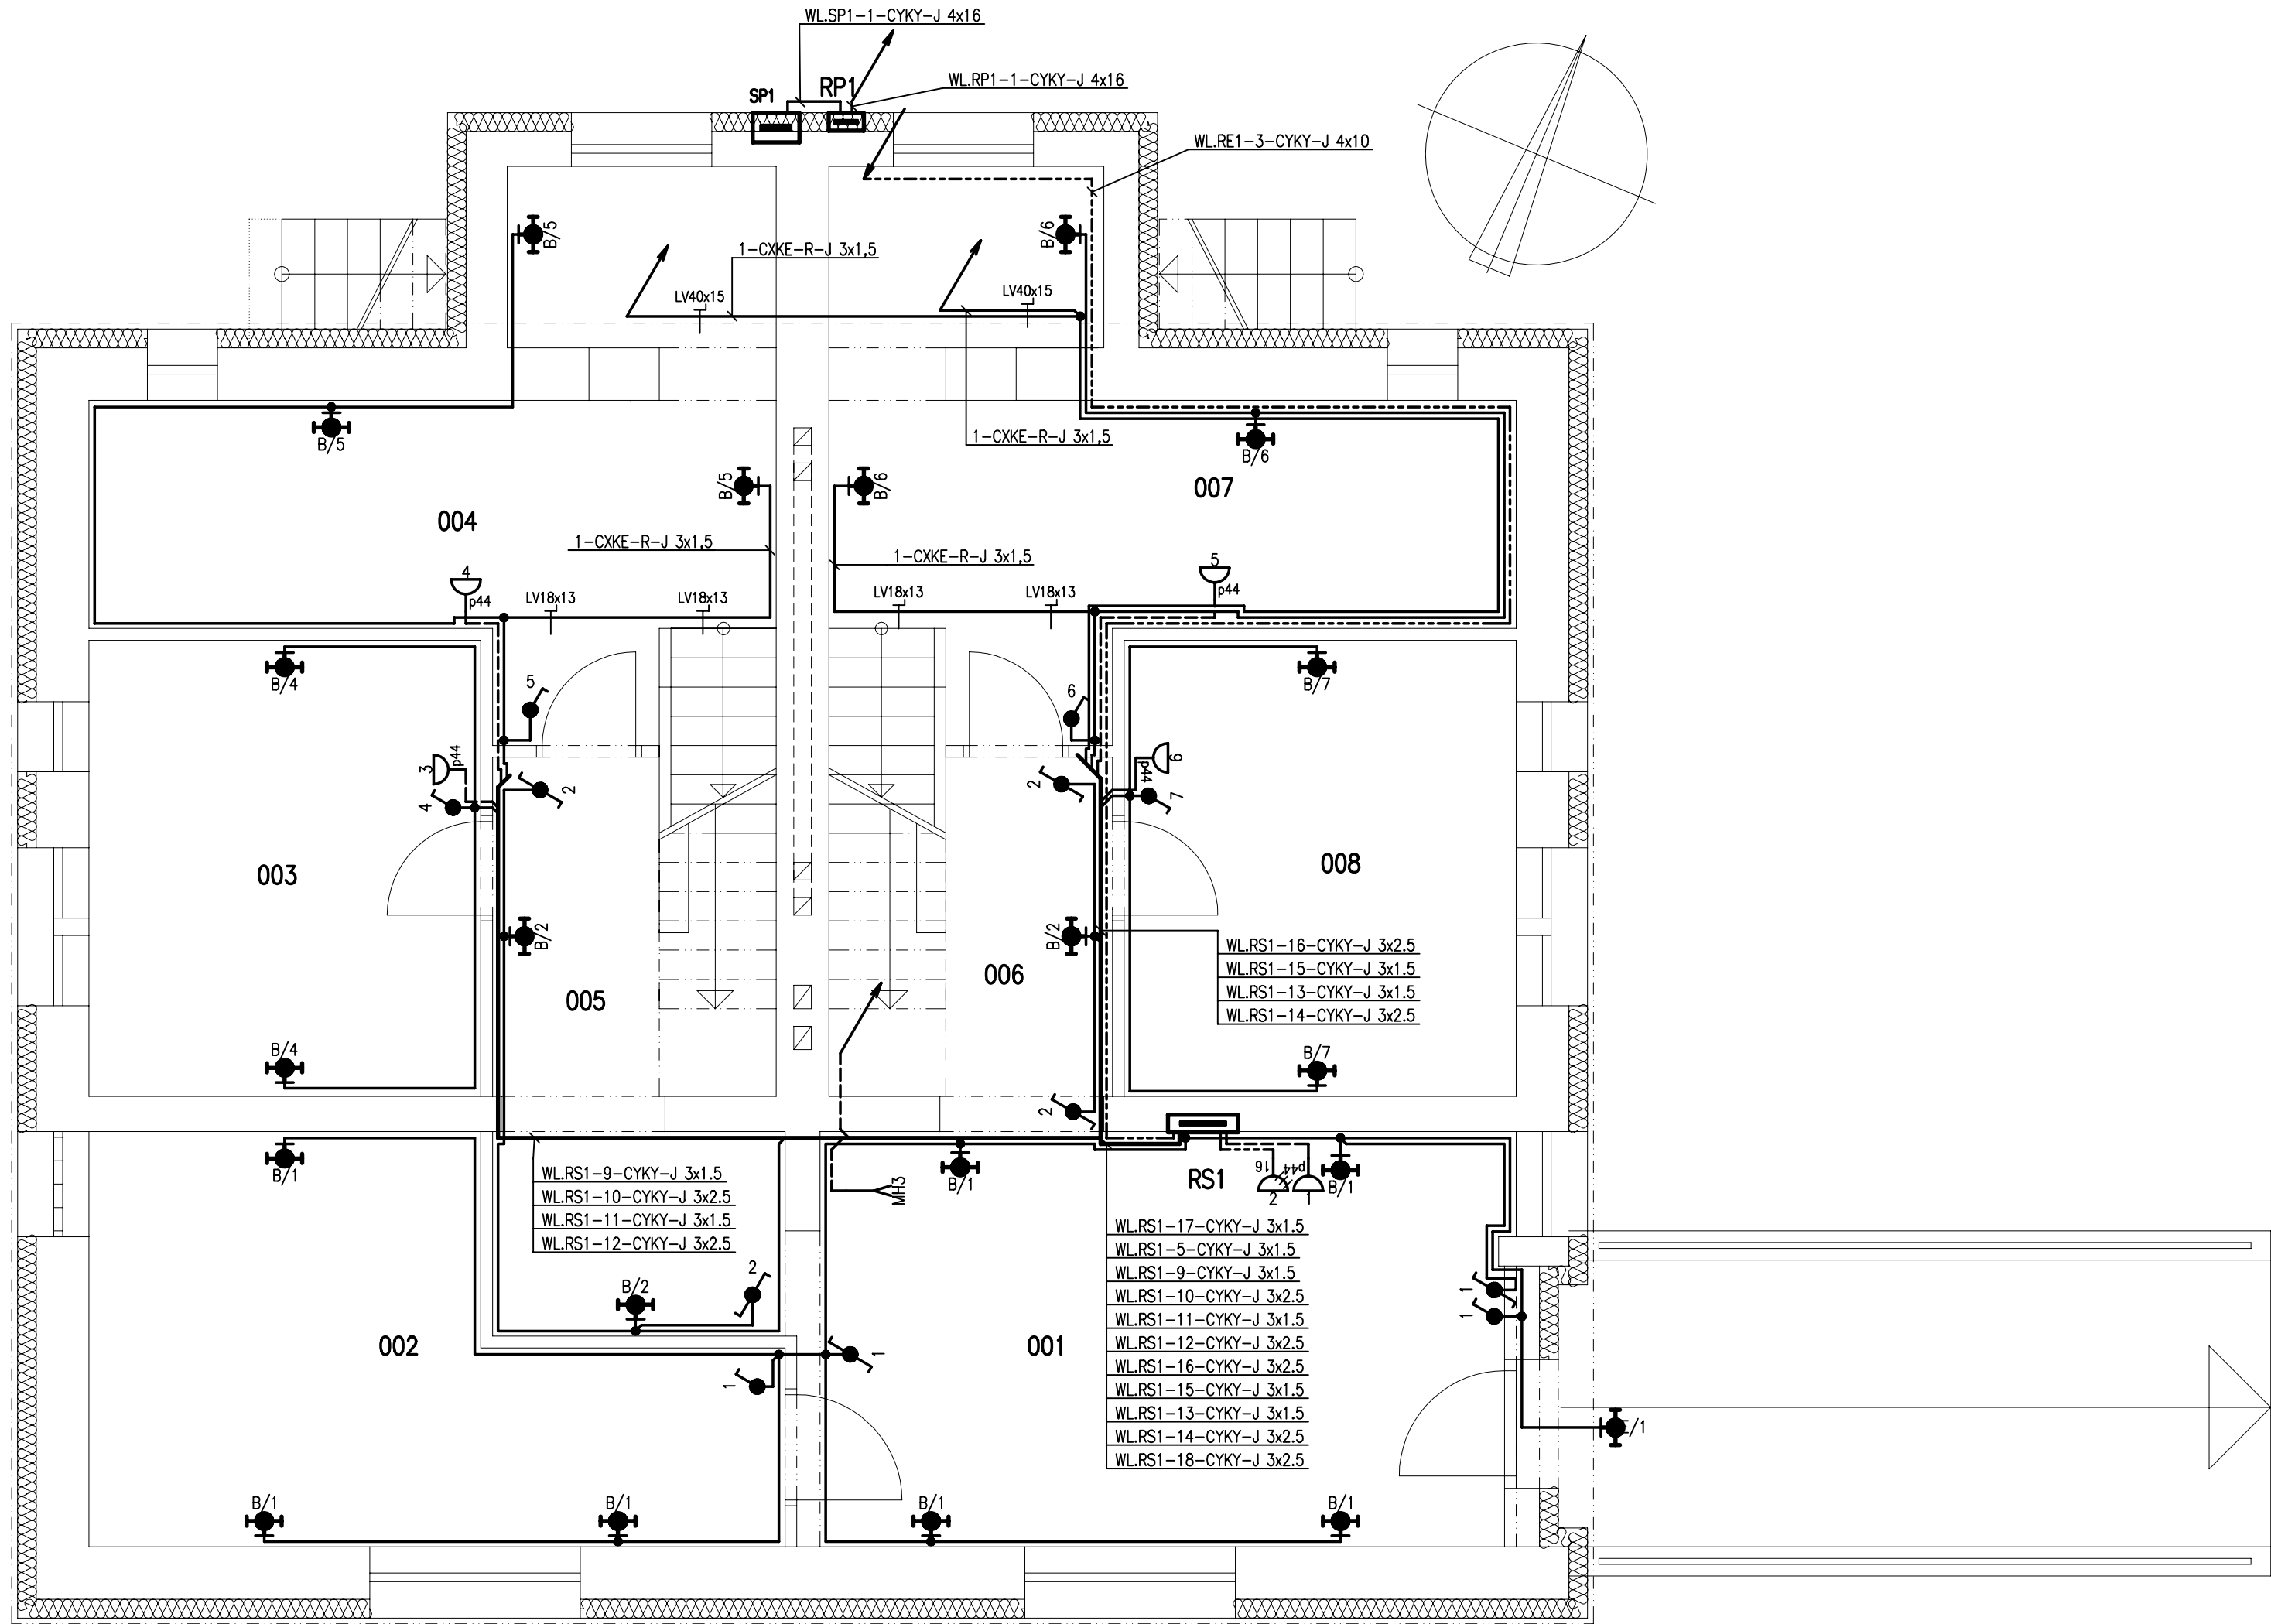 WL.SP1-1-CYKY-J 4x16
RP1
SP1
WL.RP1-1-CYKY-J 4x16
WL.RE1-3-CYKY-J 4x10
B/5
B/6
1-CXKE-R-J 3x1,5
LV40x15
LV40x15
B/5
1-CXKE-R-J 3x1,5
B/6
B/5
B/6
007
004
1-CXKE-R-J 3x1,5
1-CXKE-R-J 3x1,5
4
p44
5
p44
LV18x13
LV18x13
LV18x13
LV18x13
B/4
5
6
B/7
3
p44
4
2
2
p44
6
7
003
008
B/2
B/2
WL.RS1-16-CYKY-J 3x2.5
WL.RS1-15-CYKY-J 3x1.5
WL.RS1-13-CYKY-J 3x1.5
WL.RS1-14-CYKY-J 3x2.5
006
005
B/4
B/7
2
B/1
B/1
MH3
RS1
16
p44
2
1
B/1
WL.RS1-9-CYKY-J 3x1.5
WL.RS1-10-CYKY-J 3x2.5
WL.RS1-11-CYKY-J 3x1.5
WL.RS1-12-CYKY-J 3x2.5
WL.RS1-17-CYKY-J 3x1.5
WL.RS1-5-CYKY-J 3x1.5
WL.RS1-9-CYKY-J 3x1.5
WL.RS1-10-CYKY-J 3x2.5
WL.RS1-11-CYKY-J 3x1.5
WL.RS1-12-CYKY-J 3x2.5
WL.RS1-16-CYKY-J 3x2.5
WL.RS1-15-CYKY-J 3x1.5
WL.RS1-13-CYKY-J 3x1.5
WL.RS1-14-CYKY-J 3x2.5
WL.RS1-18-CYKY-J 3x2.5
2
B/2
1
1
002
001
1
1
B/1
B/1
B/1
B/1
/1